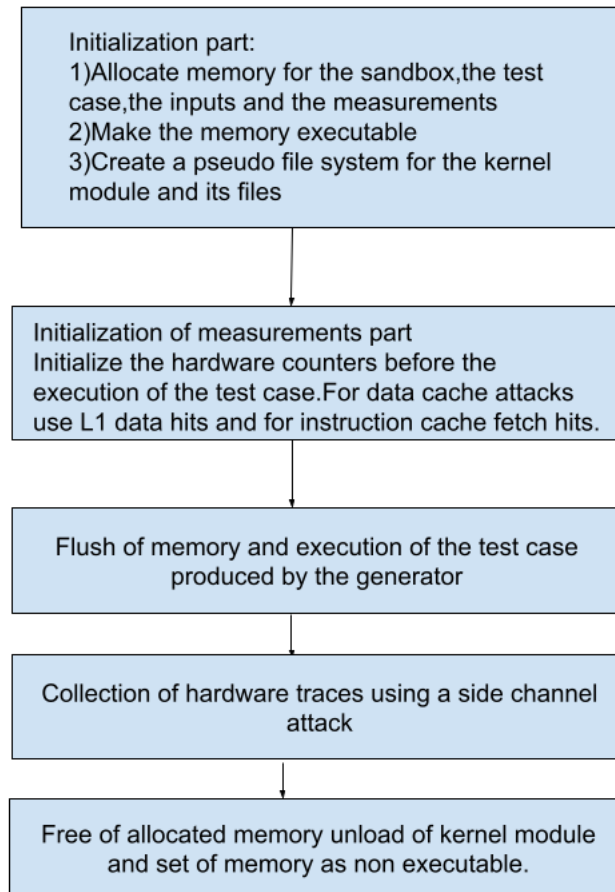 Initialization part:
1)Allocate memory for the sandbox,the test
case,the inputs and the measurements
2)Make the memory executable
3)Create a pseudo file system for the kernel
module and its files
Initialization of measurements part
Initialize the hardware counters before the
execution of the test case.For data cache attacks
use L1 data hits and for instruction cache fetch hits.
Flush of memory and execution of the test case
produced by the generator
Collection of hardware traces using a side channel
attack
Free of allocated memory unload of kernel module
and set of memory as non executable.